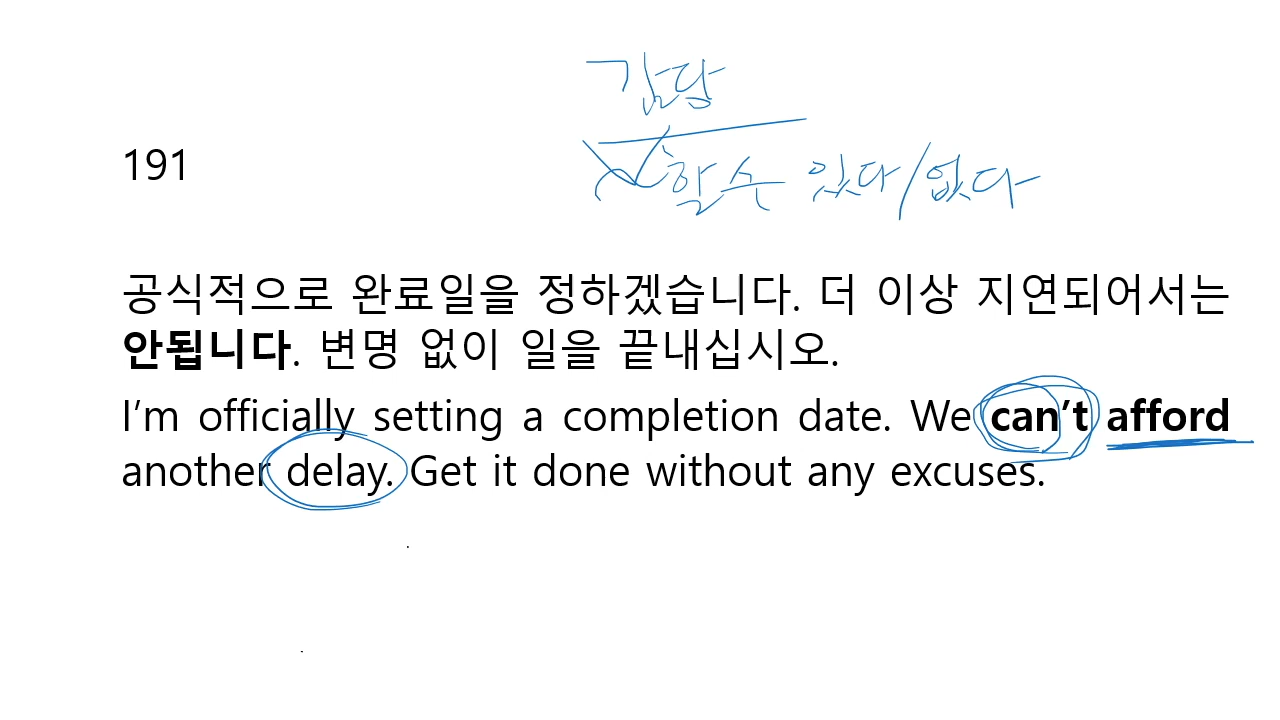 감당
할 수 있다/없다
191
공식적으로 완료일을 정하겠습니다. 더 이상 지연되어서는
안됩니다. 변명 없이 일을 끝내십시오.
I’m officially setting a completion date. We can’t afford
another delay. Get it done without any excuses.